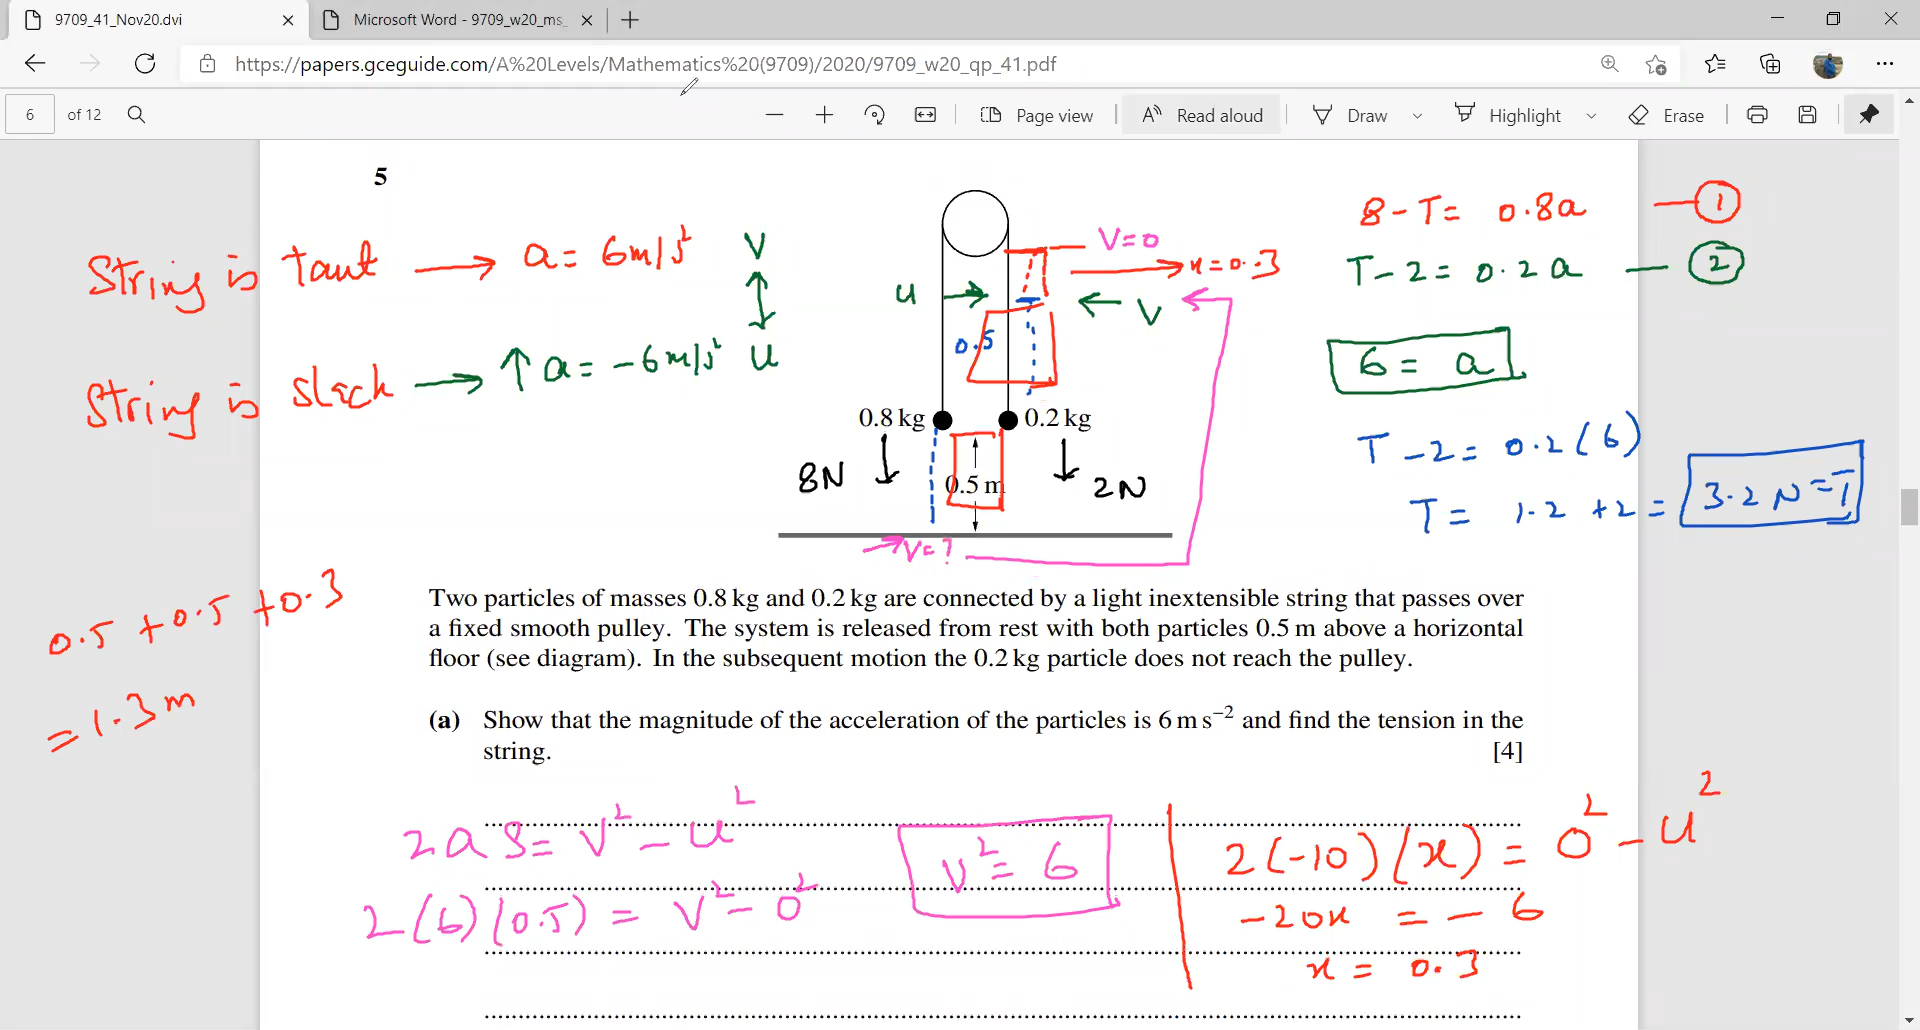 9709_41_Nov20.dvi
Microsoft Word - 9709_w20_ms_
https://papers.gceguide.com/A%20Levels/Mathematics%20(9709)/2020/9709_w20_qp_41.pdf
6 of 12
Page view
Read aloud
Draw
Highlight
Erase
5
String is taut → a = 6m/s²
String is slack → ↑ a = -6m/s²
V
u
u →
V=0
→ x=0.3
← V
0.5
0.8 kg
0.2 kg
8N
0.5 m
2N
→ V=?
8-T = 0.8a — ①
T-2 = 0.2a — ②
6 = a
T-2 = 0.2(6)
T = 1.2 +2 = 3.2 N = T
0.5 +0.5 +0.3
= 1.3m
Two particles of masses 0.8 kg and 0.2 kg are connected by a light inextensible string that passes over
a fixed smooth pulley. The system is released from rest with both particles 0.5 m above a horizontal
floor (see diagram). In the subsequent motion the 0.2 kg particle does not reach the pulley.
(a) Show that the magnitude of the acceleration of the particles is 6 m s⁻² and find the tension in the
string. [4]
2aS = V² - u²
2(6)(0.5) = V² - 0²
V² = 6
2(-10)(x) = 0² - u²
-20x = - 6
x = 0.3